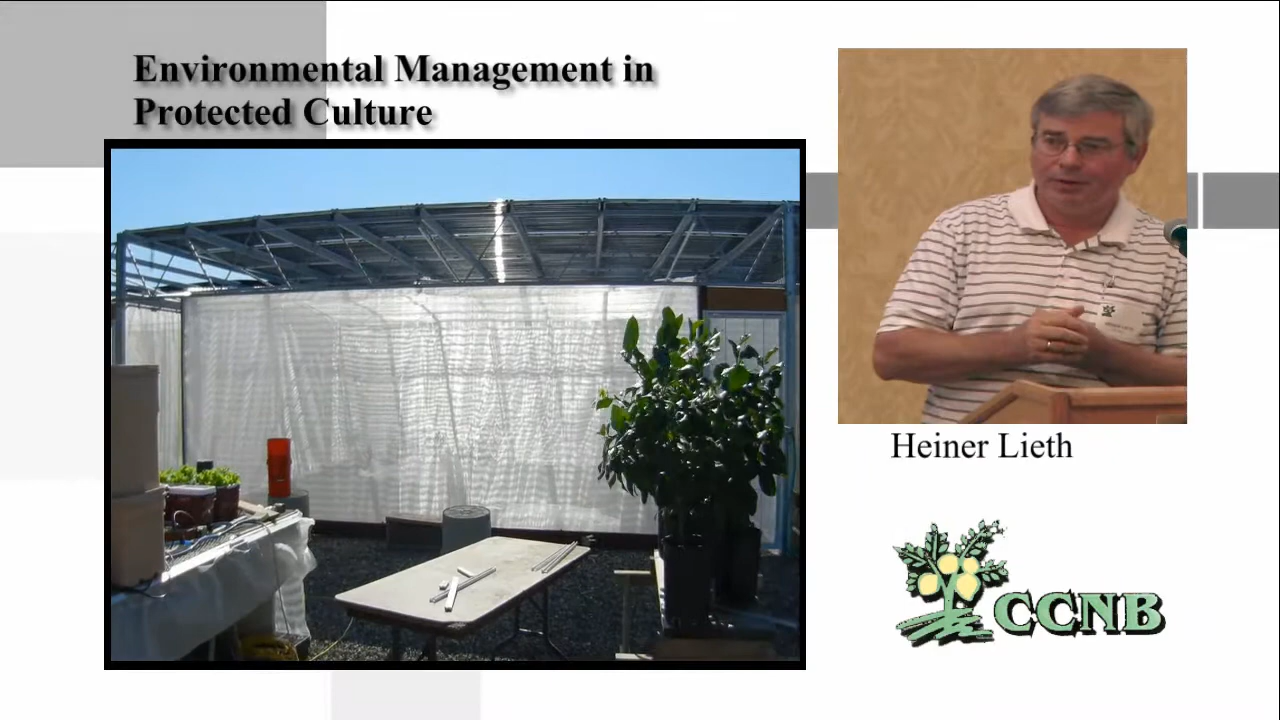 Environmental Management in
Protected Culture
Heiner Lieth
CCNB